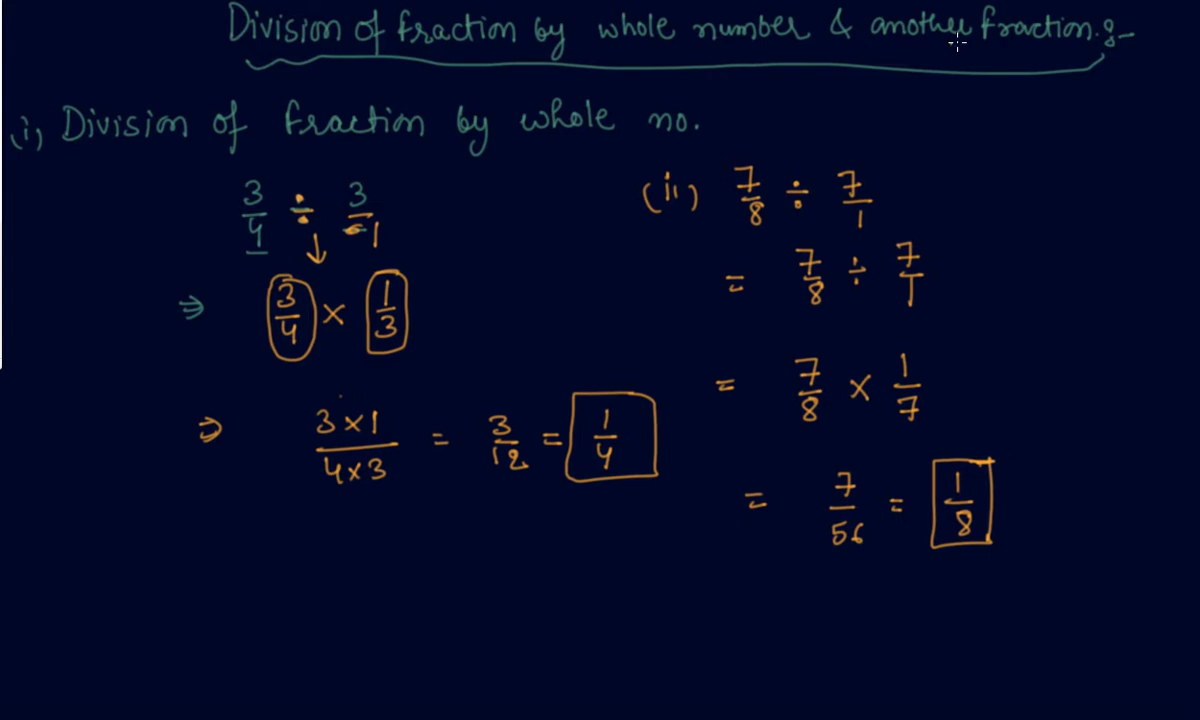 Division of fraction by whole number & another fraction :-
(i) Division of fraction by whole no.
3/4 ÷ 3/1
⇒ 3/4 × 1/3
⇒ 3×1/4×3 = 3/12 = 1/4
(ii) 7/8 ÷ 7/1
= 7/8 ÷ 7/1
= 7/8 × 1/7
= 7/56 = 1/8